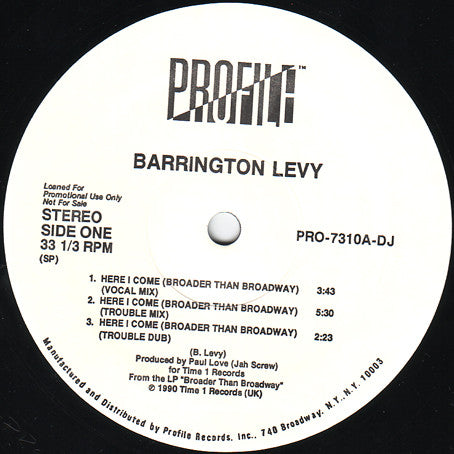 PROFILE™
BARRINGTON LEVY
Loaned For
Promotional Use Only
Not For Sale
STEREO
SIDE ONE
33 1/3 RPM
(SP)
PRO-7310A-DJ
1. HERE I COME (BROADER THAN BROADWAY) 3:43
(VOCAL MIX)
2. HERE I COME (BROADER THAN BROADWAY) 5:30
(TROUBLE MIX)
3. HERE I COME (BROADER THAN BROADWAY) 2:23
(TROUBLE DUB)
(B. Levy)
Produced by Paul Love (Jah Screw)
for Time 1 Records
From the LP "Broader Than Broadway"
℗ 1990 Time 1 Records (UK)
Manufactured and Distributed by Profile Records, Inc., 740 Broadway, N.Y., N.Y. 10003